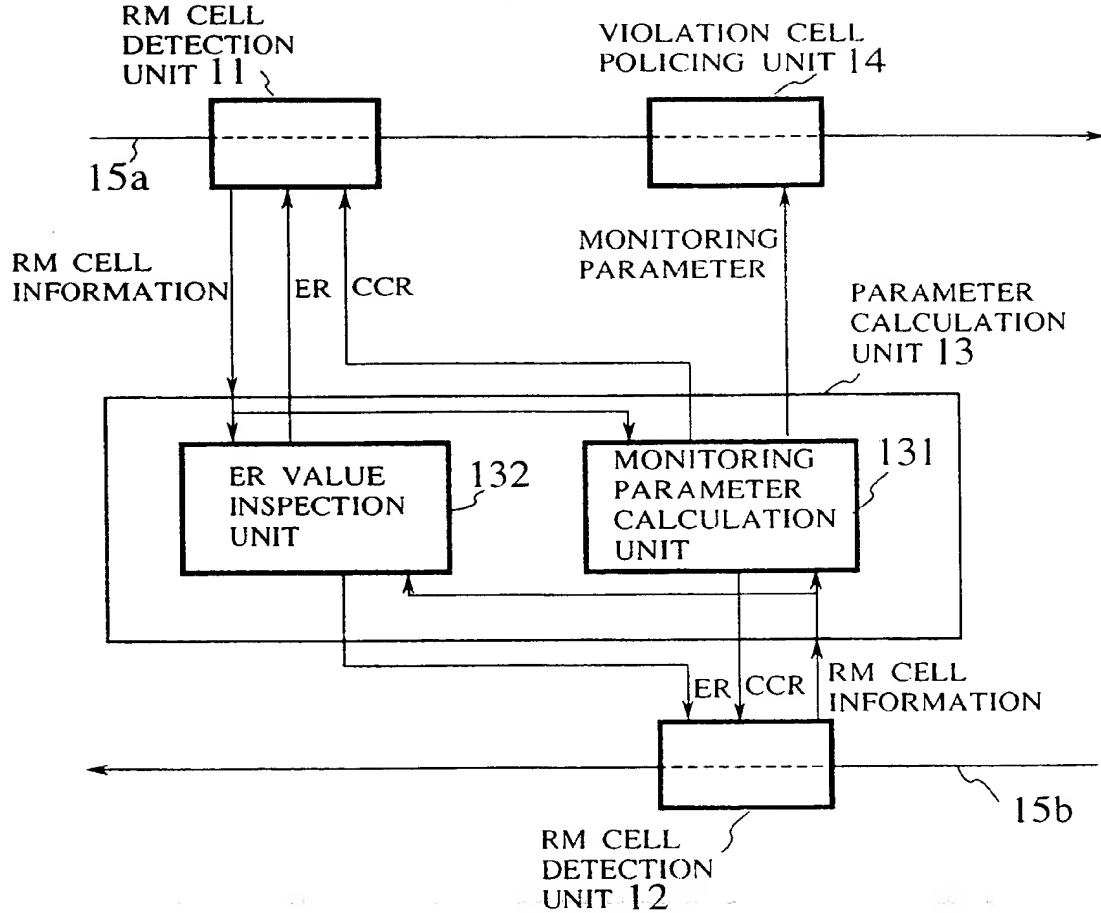 RM CELL
DETECTION
UNIT 11
VIOLATION CELL
POLICING UNIT 14
15a
RM CELL
INFORMATION
ER
CCR
MONITORING
PARAMETER
PARAMETER
CALCULATION
UNIT 13
ER VALUE
INSPECTION
UNIT
132
MONITORING
PARAMETER
CALCULATION
UNIT
131
ER
CCR
RM CELL
INFORMATION
15b
RM CELL
DETECTION
UNIT 12